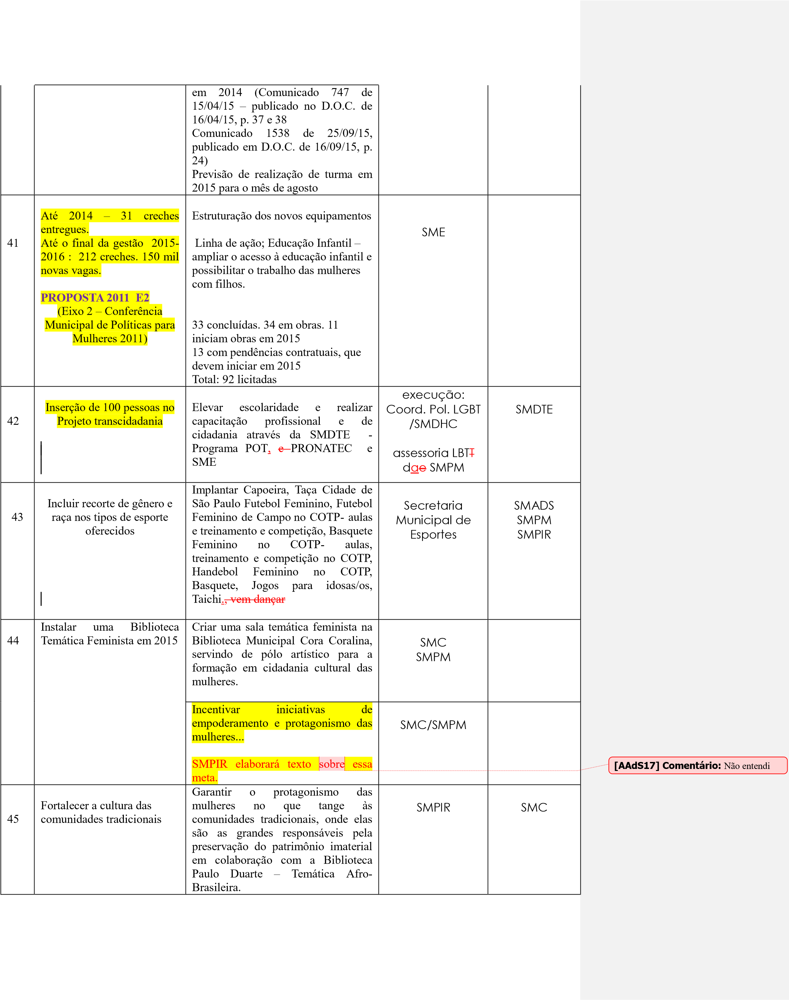 em 2014 (Comunicado 747 de
15/04/15 – publicado no D.O.C. de
16/04/15, p. 37 e 38
Comunicado 1538 de 25/09/15,
publicado em D.O.C. de 16/09/15, p.
24)
Previsão de realização de turma em
2015 para o mês de agosto
41
Até 2014 – 31 creches
entregues.
Até o final da gestão 2015-
2016 : 212 creches. 150 mil
novas vagas.
PROPOSTA 2011 E2
(Eixo 2 – Conferência
Municipal de Políticas para
Mulheres 2011)
Estruturação dos novos equipamentos
Linha de ação; Educação Infantil –
ampliar o acesso à educação infantil e
possibilitar o trabalho das mulheres
com filhos.
33 concluídas. 34 em obras. 11
iniciam obras em 2015
13 com pendências contratuais, que
devem iniciar em 2015
Total: 92 licitadas
SME
42
Inserção de 100 pessoas no
Projeto transcidadania
Elevar escolaridade e realizar
capacitação profissional e de
cidadania através da SMDTE -
Programa POT, e PRONATEC e
SME
execução:
Coord. Pol. LGBT
/SMDHC
assessoria LBTT
dae SMPM
SMDTE
43
Incluir recorte de gênero e
raça nos tipos de esporte
oferecidos
Implantar Capoeira, Taça Cidade de
São Paulo Futebol Feminino, Futebol
Feminino de Campo no COTP- aulas
e treinamento e competição, Basquete
Feminino no COTP- aulas,
treinamento e competição no COTP,
Handebol Feminino no COTP,
Basquete, Jogos para idosas/os,
Taichi., vem dançar
Secretaria
Municipal de
Esportes
SMADS
SMPM
SMPIR
44
Instalar uma Biblioteca
Temática Feminista em 2015
Criar uma sala temática feminista na
Biblioteca Municipal Cora Coralina,
servindo de pólo artístico para a
formação em cidadania cultural das
mulheres.
SMC
SMPM
Incentivar iniciativas de
empoderamento e protagonismo das
mulheres...
SMPIR elaborará texto sobre essa
meta.
SMC/SMPM
[AAdS17] Comentário: Não entendi
45
Fortalecer a cultura das
comunidades tradicionais
Garantir o protagonismo das
mulheres no que tange às
comunidades tradicionais, onde elas
são as grandes responsáveis pela
preservação do patrimônio imaterial
em colaboração com a Biblioteca
Paulo Duarte – Temática Afro-
Brasileira.
SMPIR
SMC